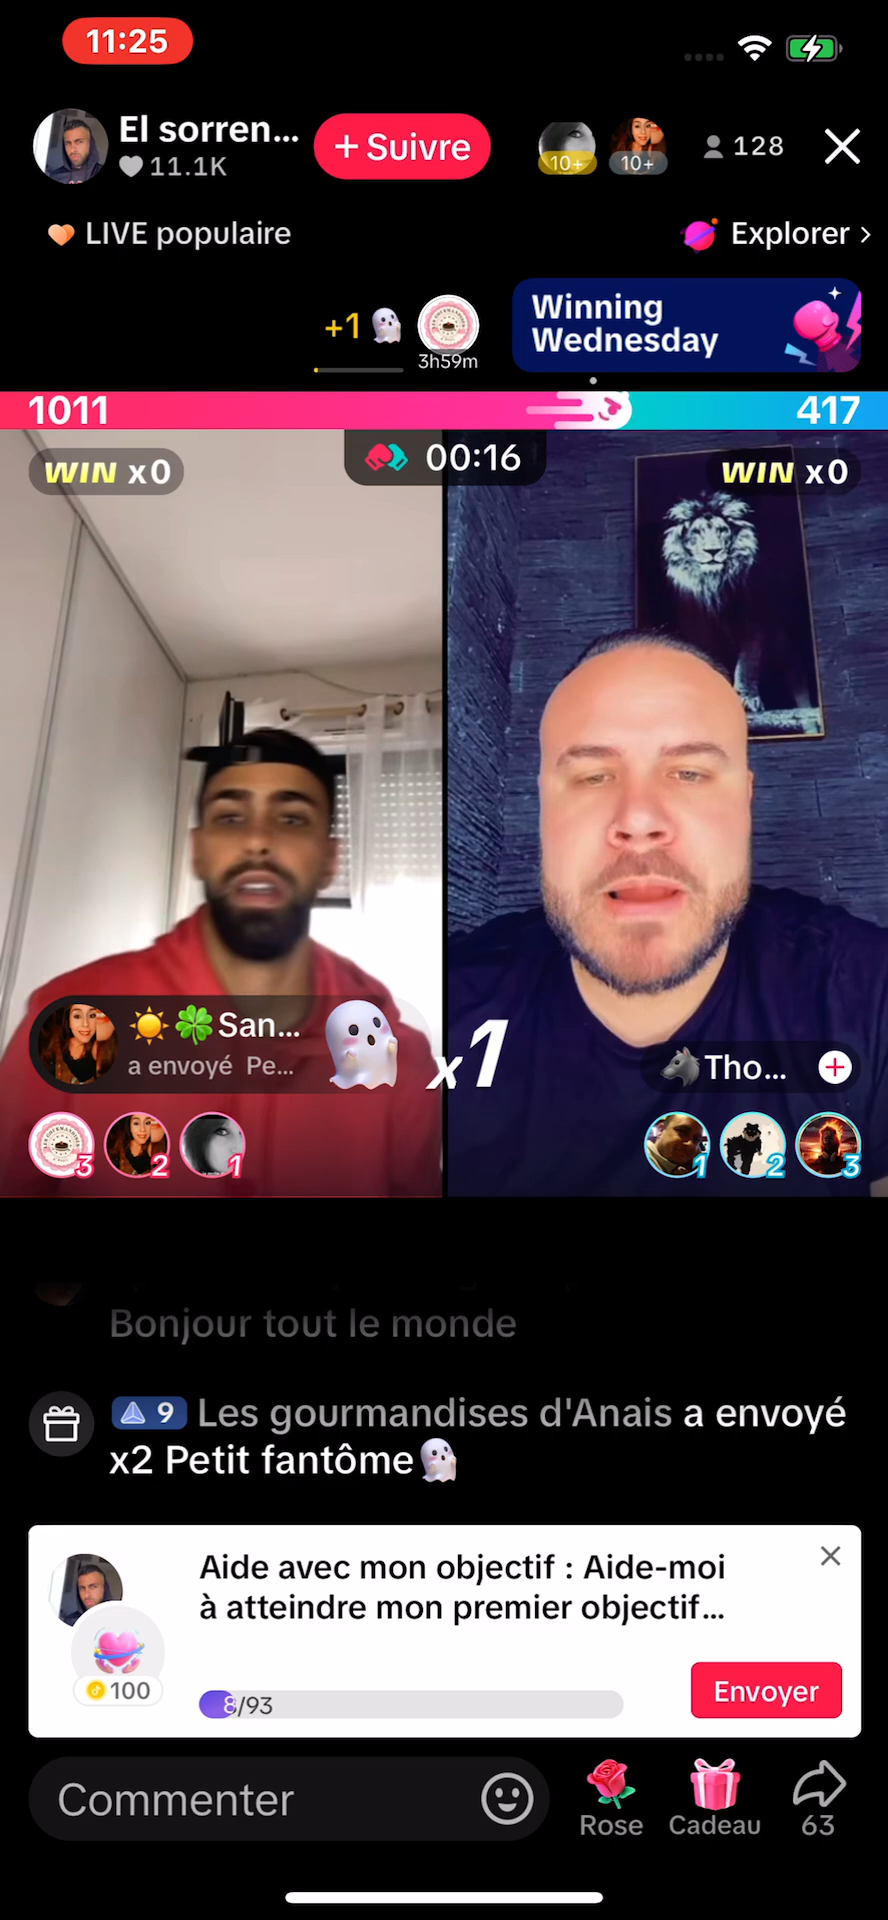 11:25
El sorren...
11.1K
+ Suivre
10+
10+
128
LIVE populaire
Explorer >
+1
3h59m
Winning
Wednesday
1011
417
WIN x0
00:16
WIN x0
San...
a envoyé Pe...
x1
Tho...
3
2
1
1
2
3
Bonjour tout le monde
9 Les gourmandises d'Anais a envoyé
x2 Petit fantôme
Aide avec mon objectif : Aide-moi
à atteindre mon premier objectif...
100
8/93
Envoyer
Commenter
Rose
Cadeau
63